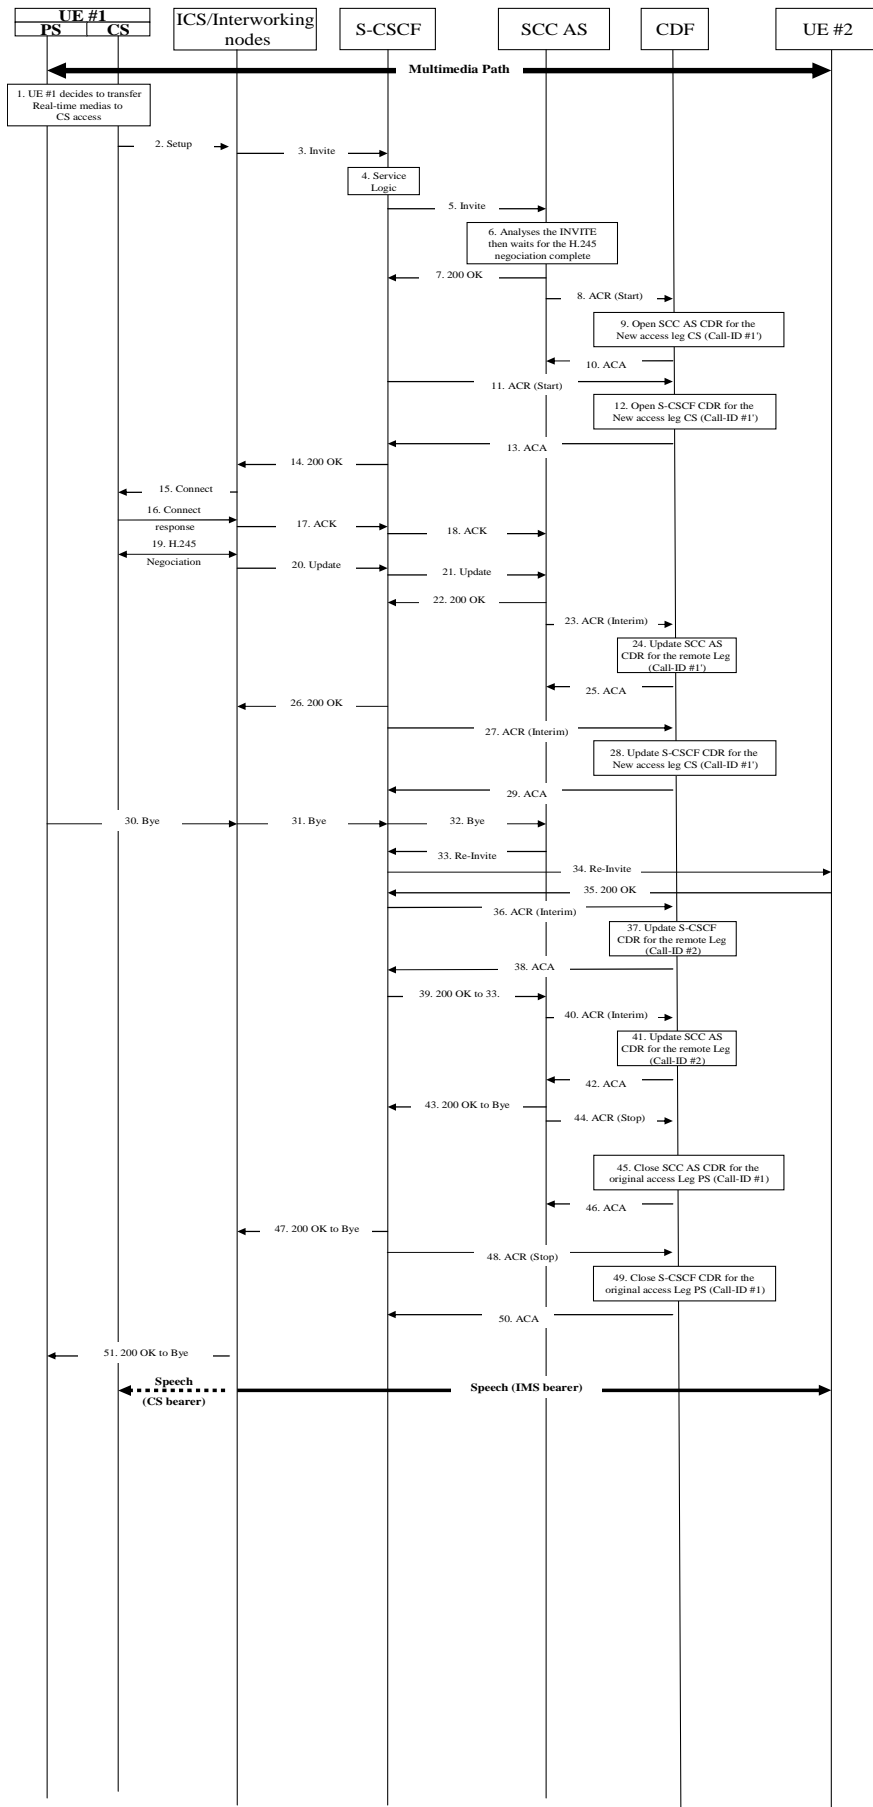 UE #1
PS
CS
ICS/Interworking
nodes
S-CSCF
SCC AS
CDF
UE #2
Multimedia Path
1. UE #1 decides to transfer
Real-time medias to
CS access
2. Setup
3. Invite
4. Service
Logic
5. Invite
6. Analyses the INVITE
then waits for the H.245
negociation complete
7. 200 OK
8. ACR (Start)
9. Open SCC AS CDR for the
New access leg CS (Call-ID #1')
10. ACA
11. ACR (Start)
12. Open S-CSCF CDR for the
New access leg CS (Call-ID #1')
13. ACA
14. 200 OK
15. Connect
16. Connect
response
17. ACK
18. ACK
19. H.245
Negociation
20. Update
21. Update
22. 200 OK
23. ACR (Interim)
24. Update SCC AS
CDR for the remote Leg
(Call-ID #1')
25. ACA
26. 200 OK
27. ACR (Interim)
28. Update S-CSCF CDR for the
New access leg CS (Call-ID #1')
29. ACA
30. Bye
31. Bye
32. Bye
33. Re-Invite
34. Re-Invite
35. 200 OK
36. ACR (Interim)
37. Update S-CSCF
CDR for the remote Leg
(Call-ID #2)
38. ACA
39. 200 OK to 33.
40. ACR (Interim)
41. Update SCC AS
CDR for the remote Leg
(Call-ID #2)
42. ACA
43. 200 OK to Bye
44. ACR (Stop)
45. Close SCC AS CDR for the
original access Leg PS (Call-ID #1)
46. ACA
47. 200 OK to Bye
48. ACR (Stop)
49. Close S-CSCF CDR for the
original access Leg PS (Call-ID #1)
50. ACA
51. 200 OK to Bye
Speech
(CS bearer)
Speech (IMS bearer)